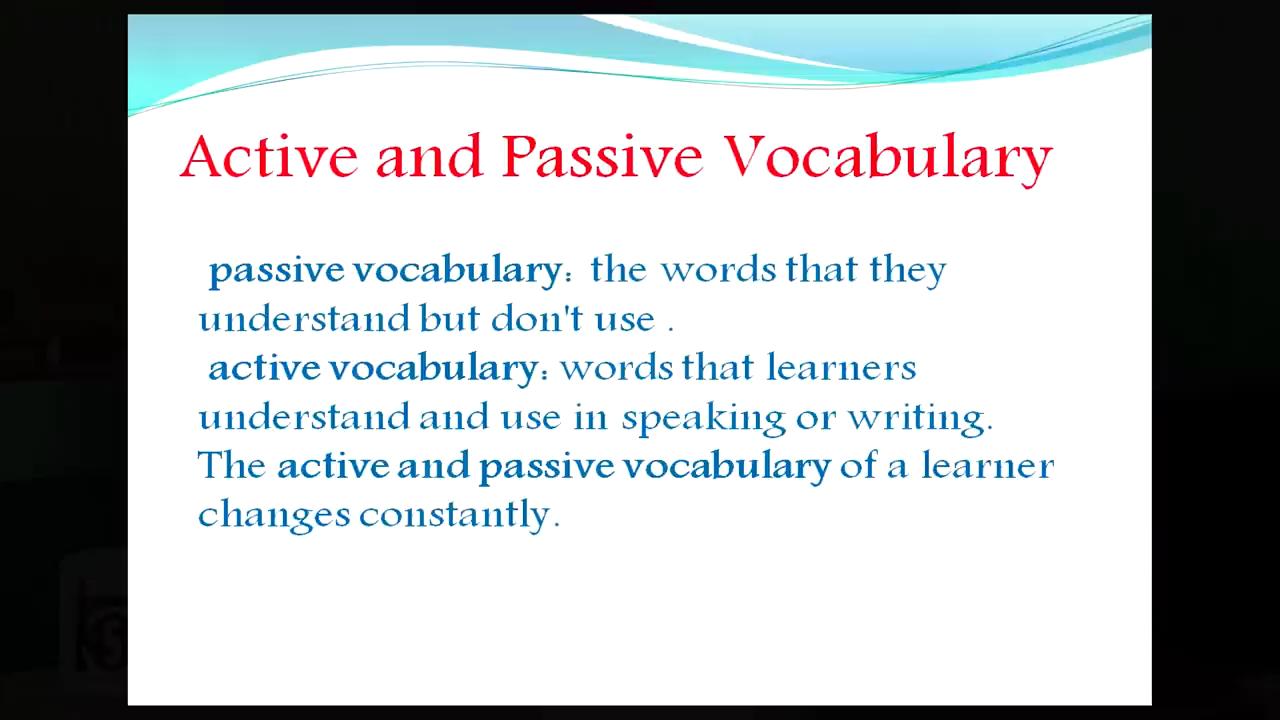 Active and Passive Vocabulary
passive vocabulary: the words that they
understand but don't use .
active vocabulary: words that learners
understand and use in speaking or writing.
The active and passive vocabulary of a learner
changes constantly.